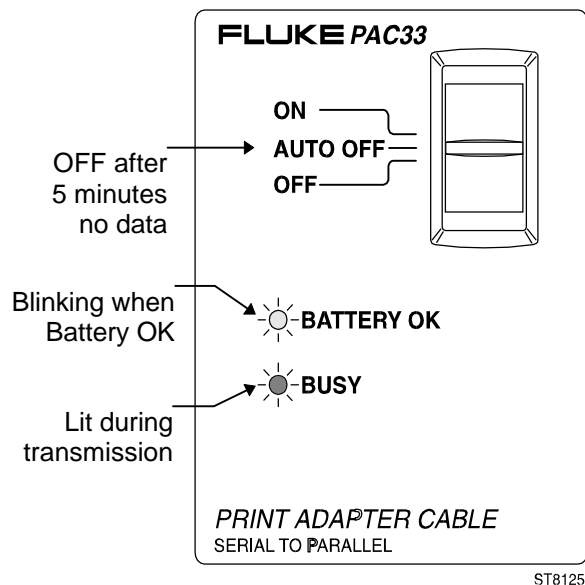 FLUKE PAC33
ON
AUTO OFF
OFF
OFF after
5 minutes
no data
Blinking when
Battery OK
BATTERY OK
BUSY
Lit during
transmission
PRINT ADAPTER CABLE
SERIAL TO PARALLEL
ST8125